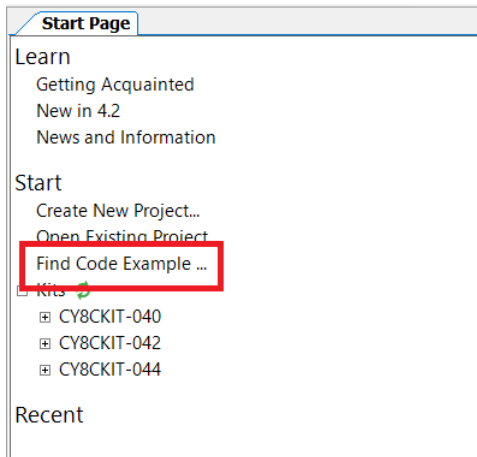 Start Page
Learn
Getting Acquainted
New in 4.2
News and Information
Start
Create New Project...
Open Existing Project
Find Code Example ...
Kits
CY8CKIT-040
CY8CKIT-042
CY8CKIT-044
Recent